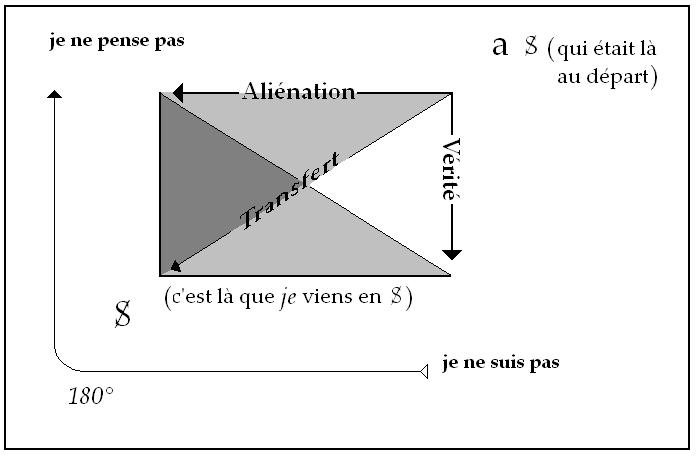 je ne pense pas
a $ (qui était là
au départ)
Aliénation
Vérité
Transfert
(c'est là que je viens en $)
$
je ne suis pas
180°